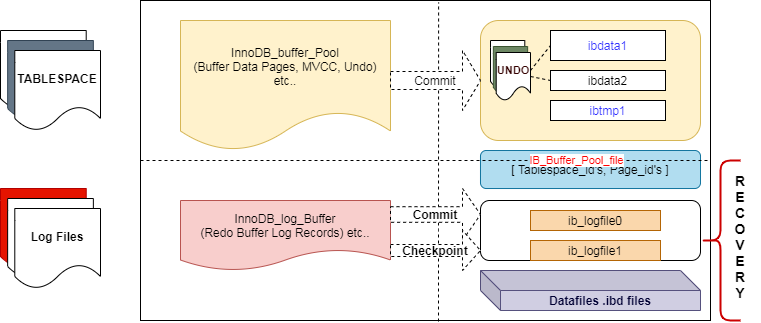 TABLESPACE
InnoDB_buffer_Pool
(Buffer Data Pages, MVCC, Undo)
etc..
Commit
UNDO
ibdata1
ibdata2
ibtmp1
IB_Buffer_Pool_file
[ Tablespace_id's, Page_id's ]
Log Files
InnoDB_log_Buffer
(Redo Buffer Log Records) etc..
Commit
Checkpoint
ib_logfile0
ib_logfile1
Datafiles .ibd files
RECOVERY